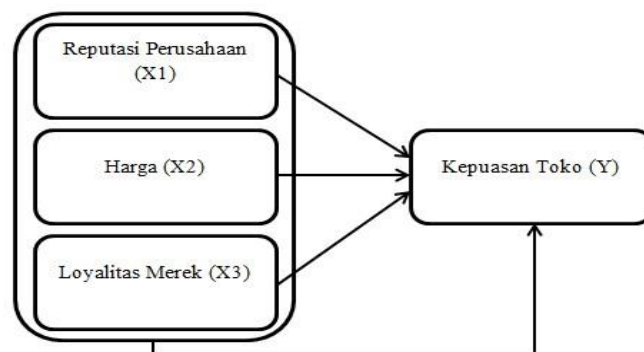 Reputasi Perusahaan
(X1)
Harga (X2)
Loyalitas Merek (X3)
Kepuasan Toko (Y)